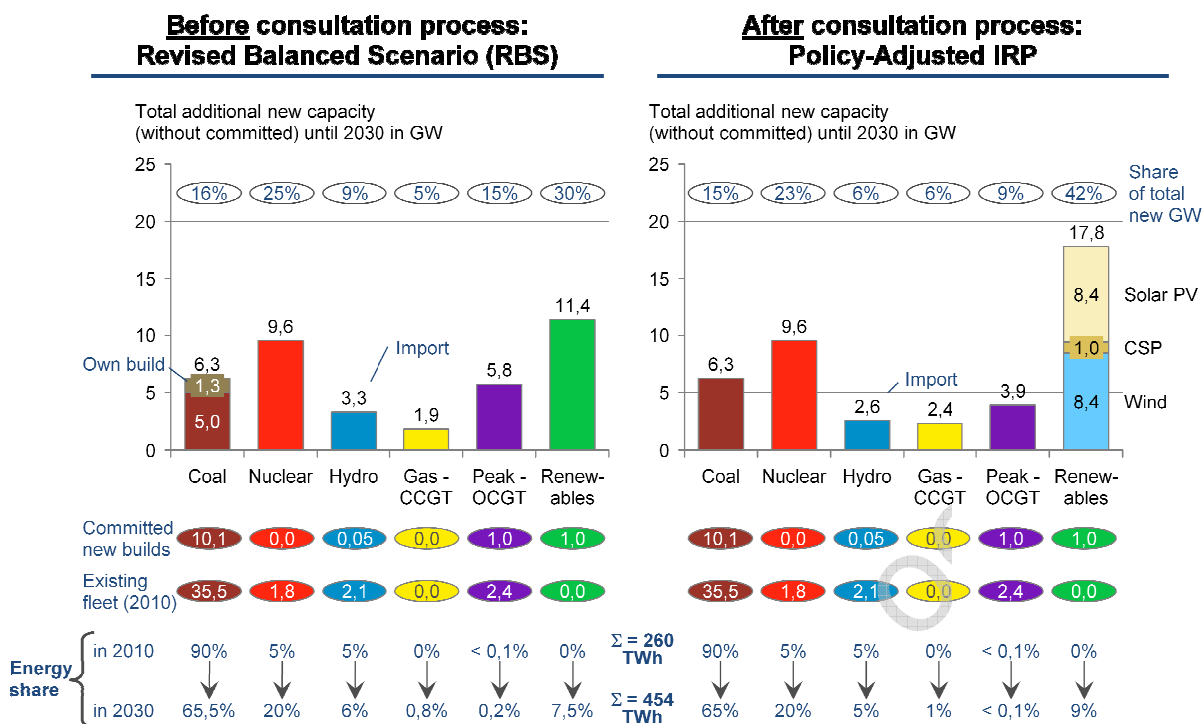 Before consultation process:
Revised Balanced Scenario (RBS)
Total additional new capacity
(without committed) until 2030 in GW
25
20
15
10
5
0
16% 25% 9% 5% 15% 30%
Own build
6,3
1,3
5,0
9,6
3,3
Import
1,9
5,8
11,4
Coal Nuclear Hydro Gas - Peak - Renew-
CCGT OCGT ables
Committed
new builds
10,1 0,0 0,05 0,0 1,0 1,0
Existing
fleet (2010)
35,5 1,8 2,1 0,0 2,4 0,0
Energy
share
in 2010 90% 5% 5% 0% < 0,1% 0%
in 2030 65,5% 20% 6% 0,8% 0,2% 7,5%
Σ = 260
TWh
Σ = 454
TWh
After consultation process:
Policy-Adjusted IRP
Total additional new capacity
(without committed) until 2030 in GW
25
20
15
10
5
0
15% 23% 6% 6% 9% 42%
Share
of total
new GW
6,3
9,6
2,6
Import
2,4
3,9
17,8
8,4 Solar PV
1,0 CSP
8,4 Wind
Coal Nuclear Hydro Gas - Peak - Renew-
CCGT OCGT ables
10,1 0,0 0,05 0,0 1,0 1,0
35,5 1,8 2,1 0,0 2,4 0,0
90% 5% 5% 0% < 0,1% 0%
65% 20% 5% 1% < 0,1% 9%